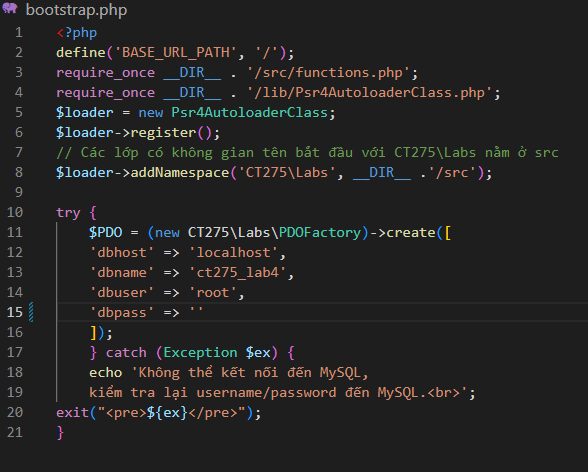 bootstrap.php
1 <?php
2 define('BASE_URL_PATH', '/');
3 require_once __DIR__ . '/src/functions.php';
4 require_once __DIR__ . '/lib/Psr4AutoloaderClass.php';
5 $loader = new Psr4AutoloaderClass;
6 $loader->register();
7 // Các lớp có không gian tên bắt đầu với CT275\Labs nằm ở src
8 $loader->addNamespace('CT275\Labs', __DIR__ .'/src');
9
10 try {
11     $PDO = (new CT275\Labs\PDOFactory)->create([
12     'dbhost' => 'localhost',
13     'dbname' => 'ct275_lab4',
14     'dbuser' => 'root',
15     'dbpass' => ''
16     ]);
17     } catch (Exception $ex) {
18     echo 'Không thể kết nối đến MySQL,
19     kiểm tra lại username/password đến MySQL.<br>';
20 exit("<pre>${ex}</pre>");
21 }